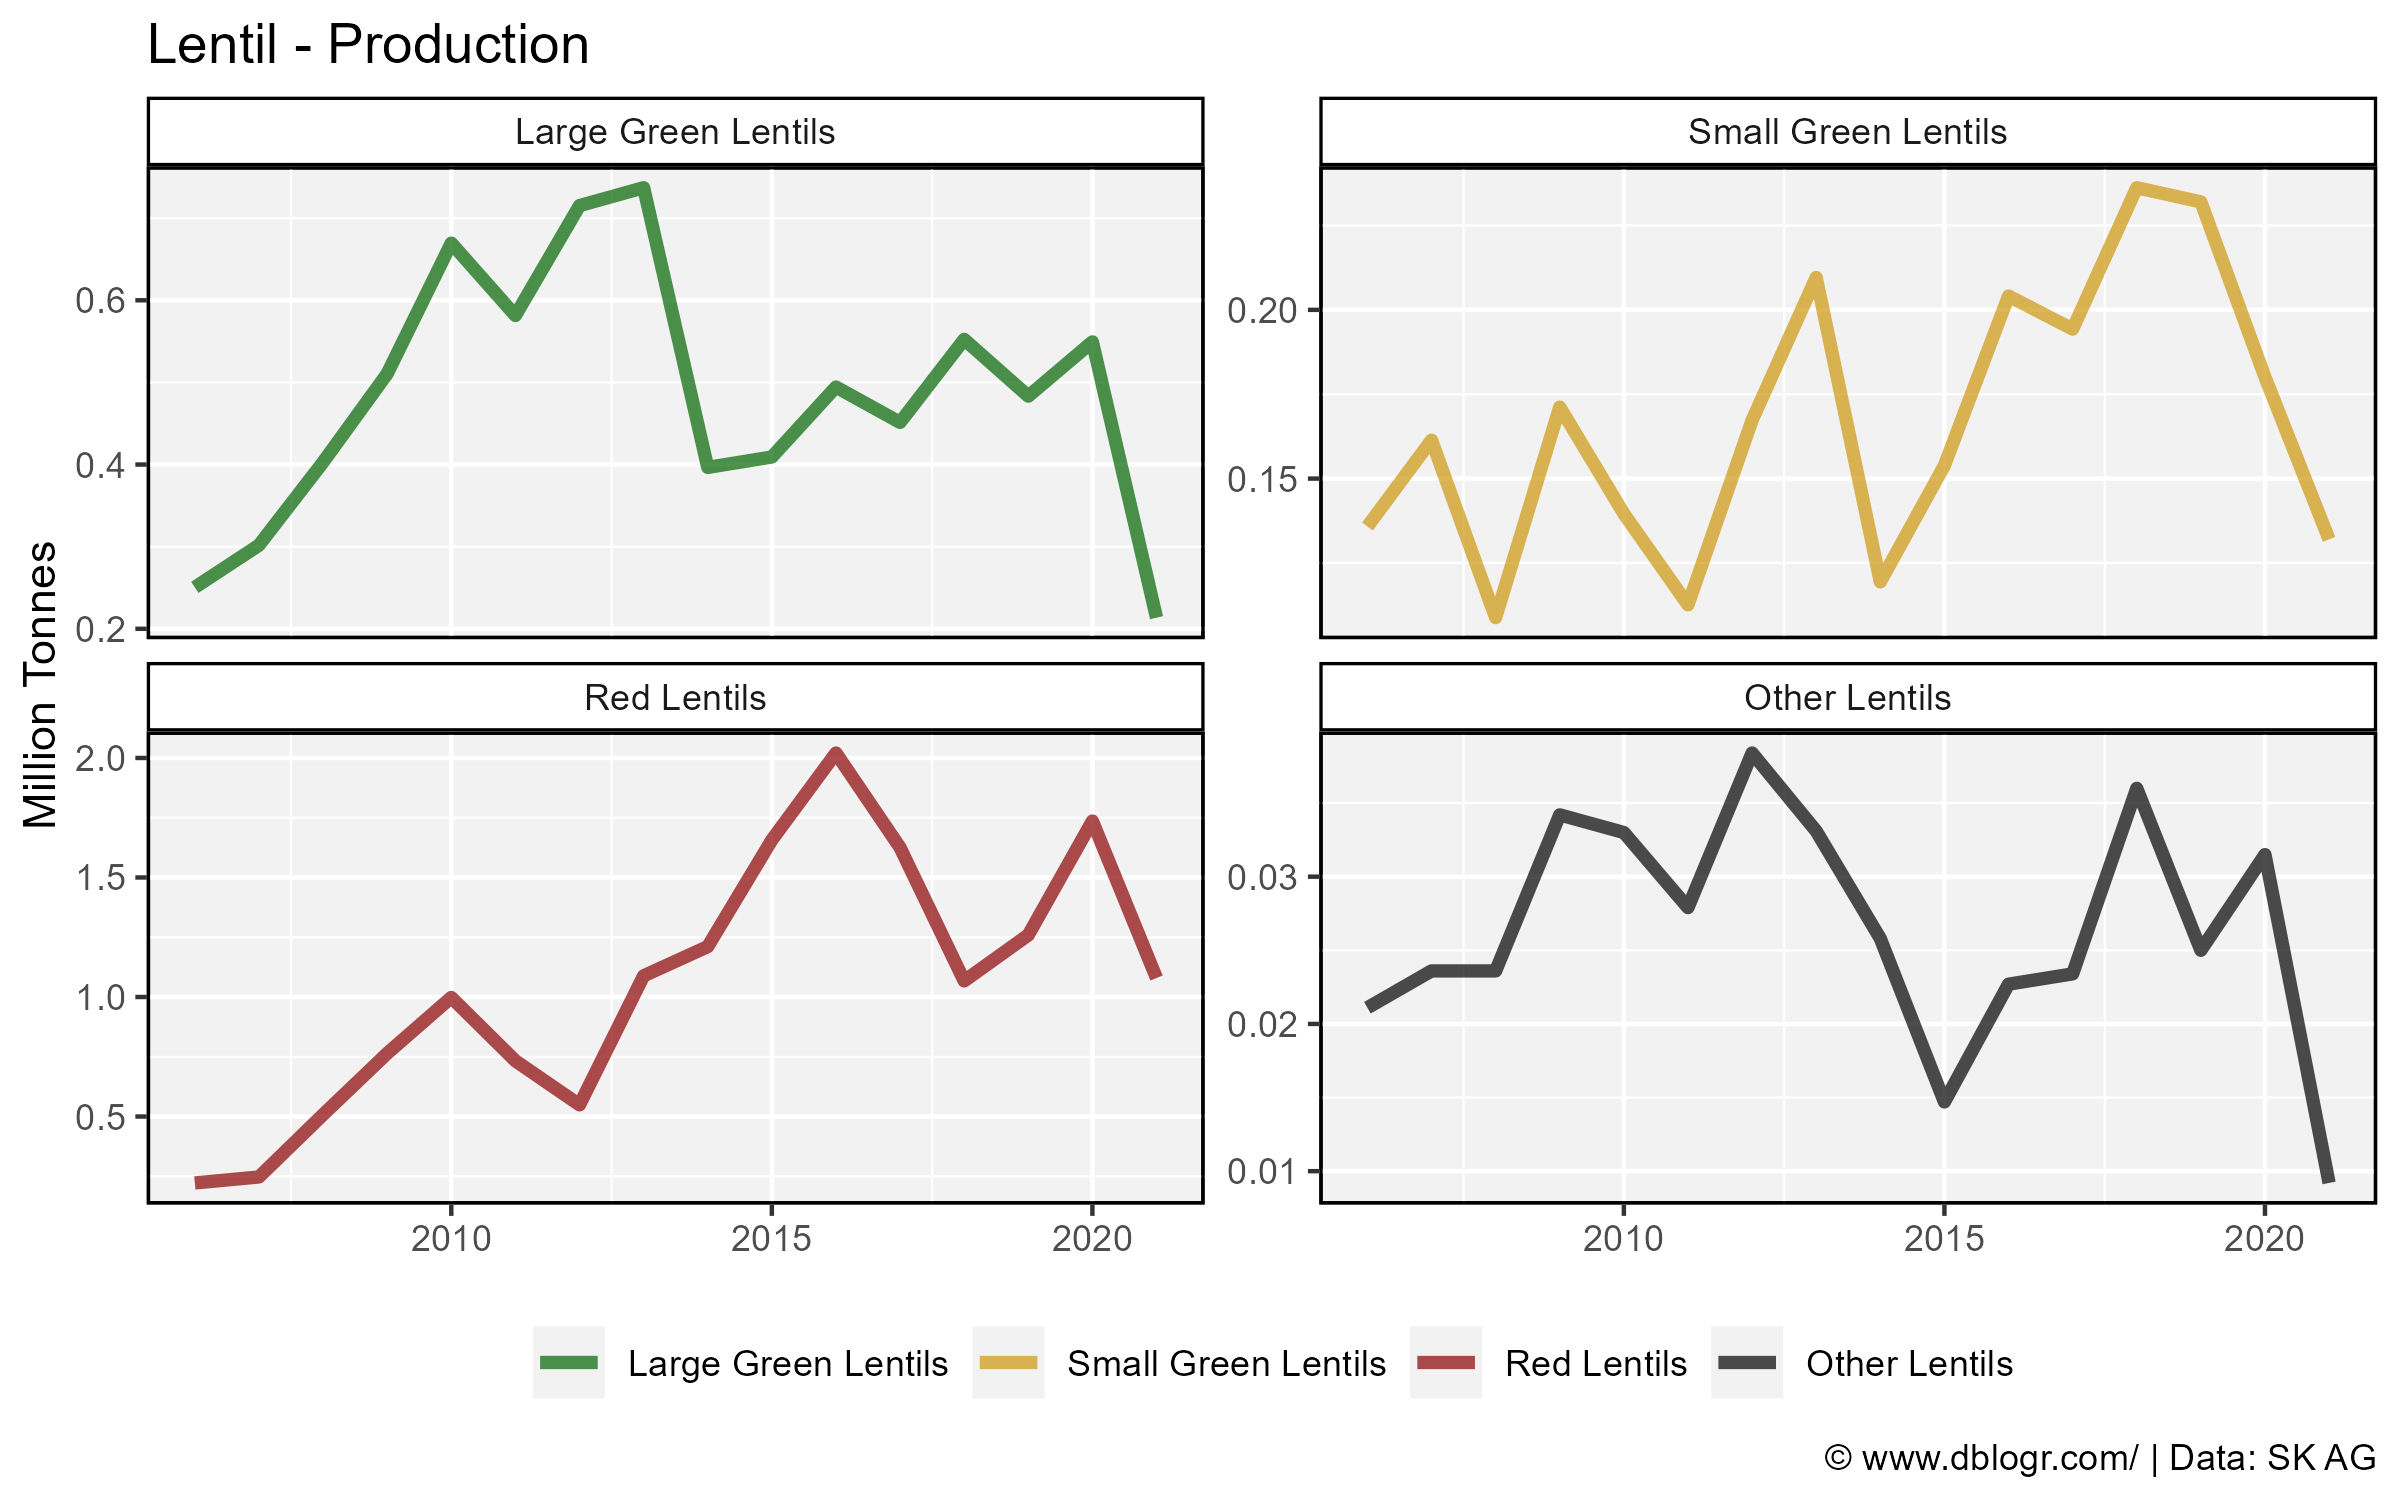 Lentil - Production
Large Green Lentils
Small Green Lentils
0.6
0.4
0.2
0.20
0.15
Million Tonnes
Red Lentils
Other Lentils
2.0
1.5
1.0
0.5
0.03
0.02
0.01
2010 2015 2020
2010 2015 2020
Large Green Lentils Small Green Lentils Red Lentils Other Lentils
© www.dblogr.com/ | Data: SK AG